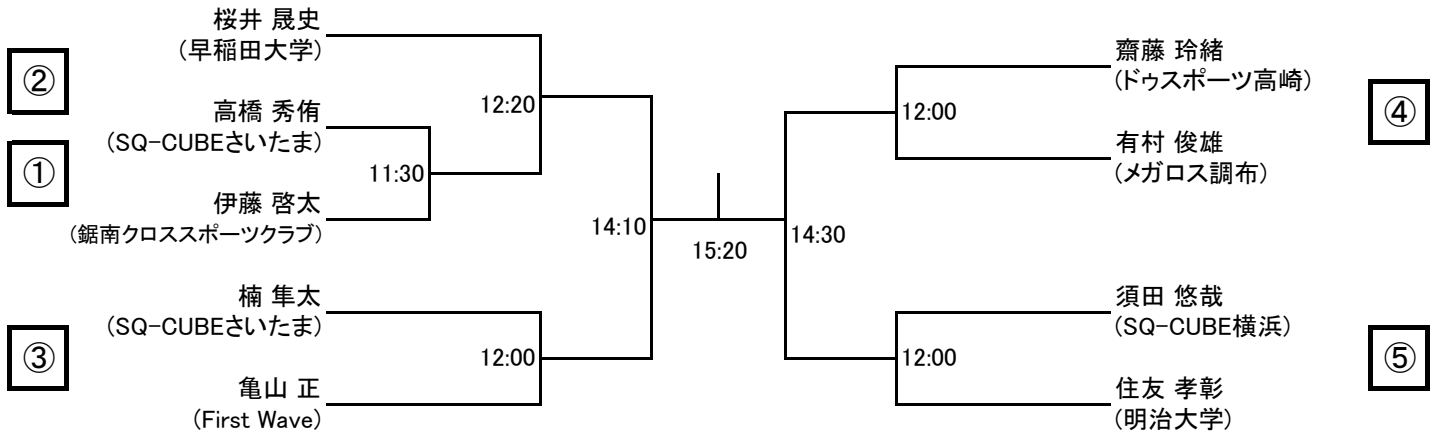 桜井 晃史
(早稲田大学)
②
高橋 秀侑
(SQ-CUBEさいたま)
12:20
①
11:30
伊藤 啓太
(鋸南クロススポーツクラブ)
14:10
楠 隼太
(SQ-CUBEさいたま)
③
12:00
亀山 正
(First Wave)
15:20
齋藤 玲緒
(ドゥスポーツ高崎)
12:00
④
有村 俊雄
(メガロス調布)
14:30
須田 悠哉
(SQ-CUBE横浜)
12:00
⑤
住友 孝彰
(明治大学)